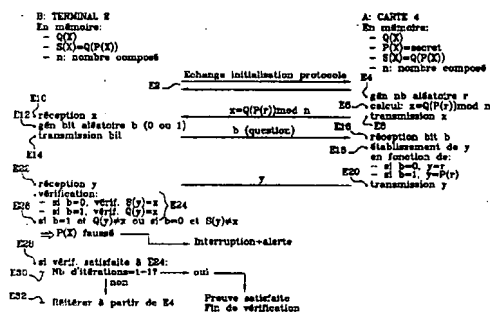 B: TERMINAL 2
En mémoire:
- Q(X)
- S(X)=Q(P(X))
- n: nombre composé
A: CARTE 4
En mémoire:
- Q(X)
- P(X)=secret
- S(X)=Q(P(X))
- n: nombre composé
Echange initialisation protocole
E2
E4
gén nb aléatoire r
E6
calcul: x=Q(P(r))mod n
x=Q(P(r))mod n
transmission x
E8
E10
réception x
E12
gén bit aléatoire b (0 ou 1)
transmission bit
E14
b (question)
E16
réception bit b
E18
établissement de y
en fonction de:
- si b=0, y=r
- si b=1, y=P(r)
E20
transmission y
y
E22
réception y
vérification:
- si b=0, vérif. S(y)=x
- si b=1, vérif. Q(y)=x
E24
E26
si b=1 et Q(y)≠x ou si b=0 et S(y)≠x
⇒ P(X) faussé
Interruption+alerte
E28
si vérif. satisfaite à E24:
E30
Nb d'itérations=t-1?
oui
non
E32
Réitérer à partir de E4
Preuve satisfaite
Fin de vérification